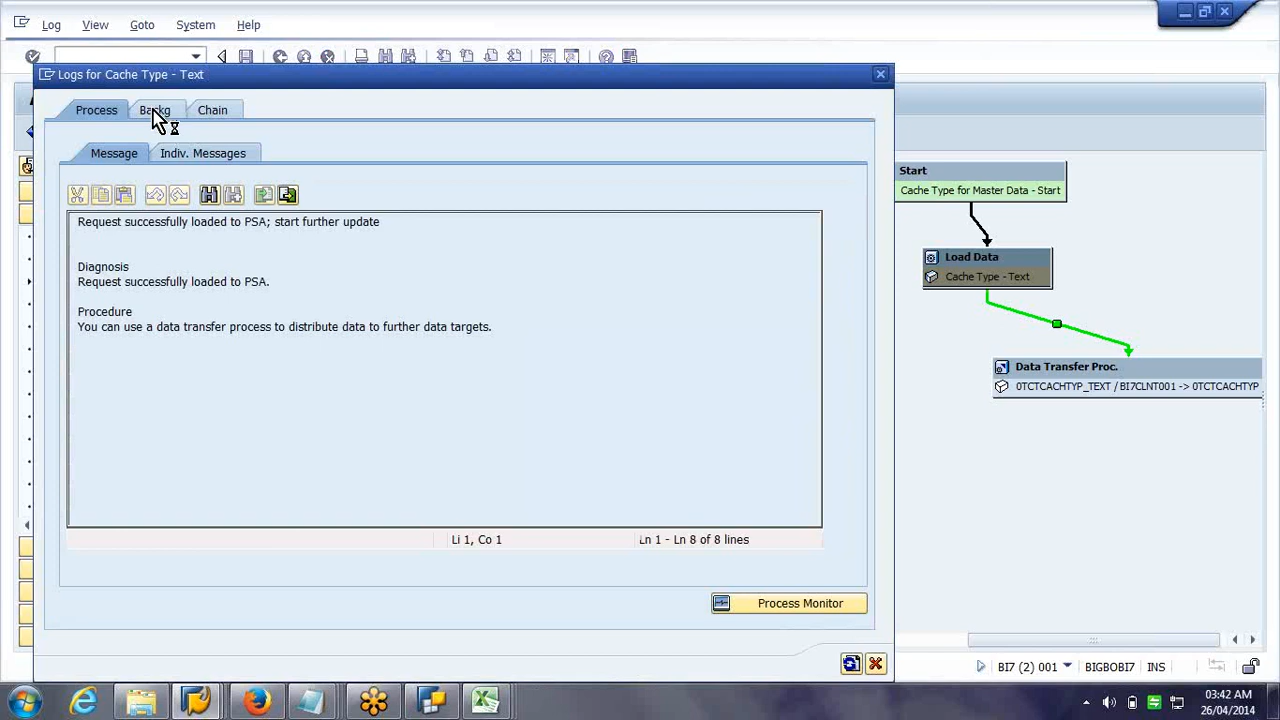 Log View Goto System Help
Logs for Cache Type - Text
Process Backg Chain
Message Indiv. Messages
Request successfully loaded to PSA; start further update
Diagnosis
Request successfully loaded to PSA.
Procedure
You can use a data transfer process to distribute data to further data targets.
Li 1, Co 1 Ln 1 - Ln 8 of 8 lines
Process Monitor
Start
Cache Type for Master Data - Start
Load Data
Cache Type - Text
Data Transfer Proc.
0TCTCACHTYP_TEXT / BI7CLNT001 -> 0TCTCACHTYP
BI7 (2) 001 BIGBOBI7 INS
03:42 AM
26/04/2014